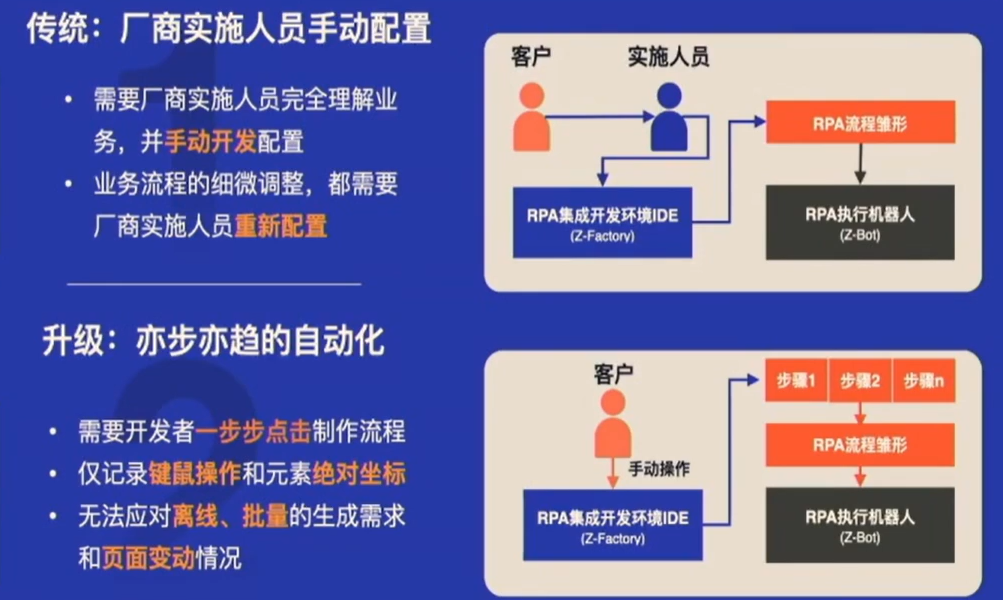 传统：厂商实施人员手动配置
• 需要厂商实施人员完全理解业
务，并手动开发配置
• 业务流程的细微调整，都需要
厂商实施人员重新配置
客户
实施人员
RPA集成开发环境IDE
(Z-Factory)
RPA流程雏形
RPA执行机器人
(Z-Bot)
升级：亦步亦趋的自动化
• 需要开发者一步步点击制作流程
• 仅记录键鼠操作和元素绝对坐标
• 无法应对离线、批量的生成需求
和页面变动情况
客户
手动操作
RPA集成开发环境IDE
(Z-Factory)
步骤1 步骤2 步骤n
RPA流程雏形
RPA执行机器人
(Z-Bot)
1
2